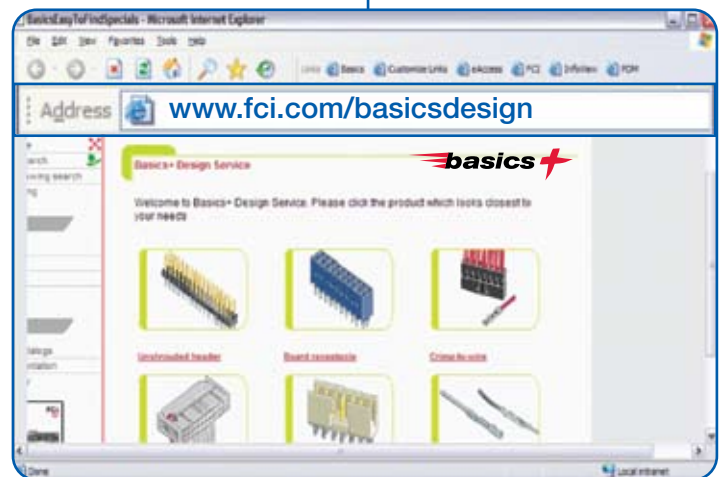 BasicsEasyToFindSpecials - Microsoft Internet Explorer
File Edit View Favorites Tools Help
Links Basics Customize Links eAccess FCI Infoview
Address www.fci.com/basicsdesign
basics+
Basics+ Design Service
Welcome to Basics+ Design Service. Please click the product which looks closest to
your needs
Unshrouded header Board receptacle Crimp-to-wire
Done Local intranet